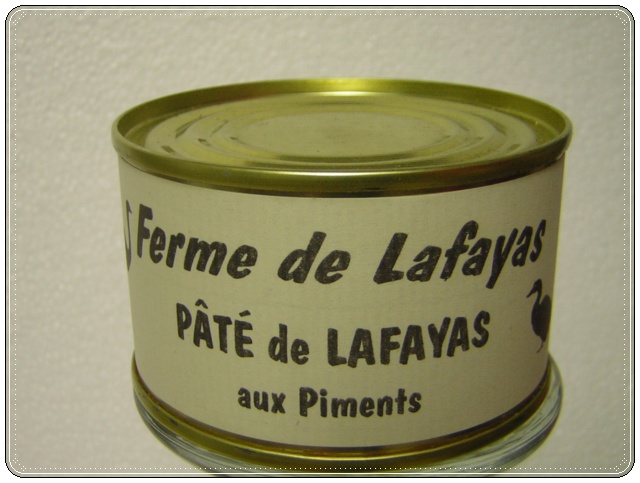 Ferme de Lafayas
PÂTÉ de LAFAYAS
aux Piments